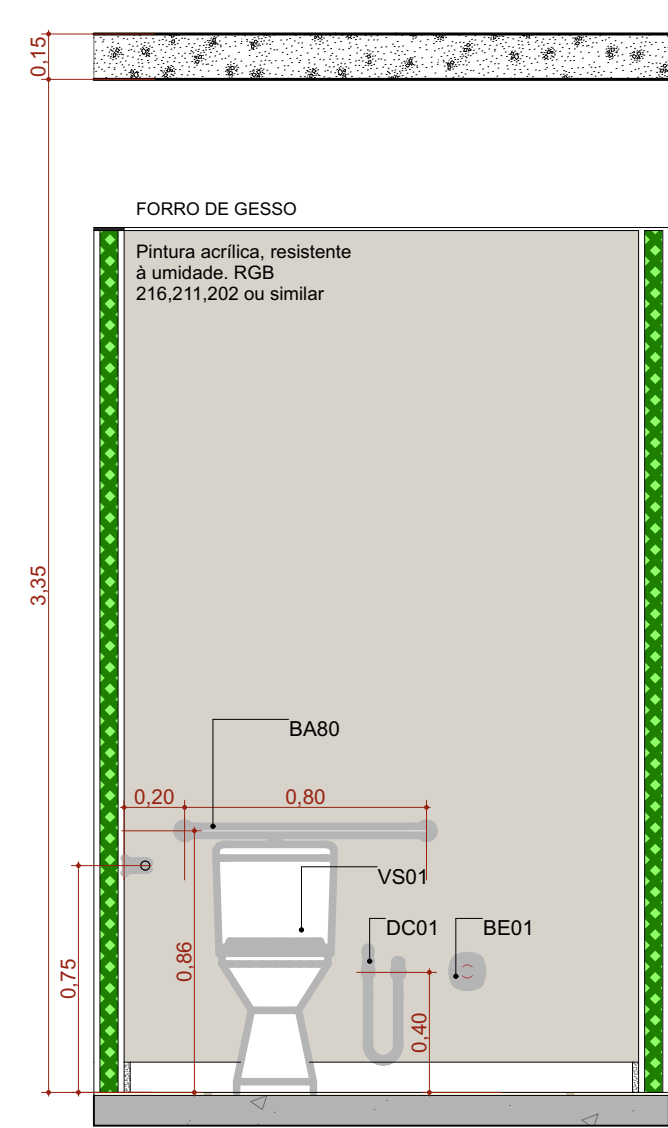 0,15
FORRO DE GESSO
Pintura acrílica, resistente
à umidade. RGB
216,211,202 ou similar
3,35
BA80
0,20
0,80
VS01
DC01
BE01
0,86
0,75
0,40